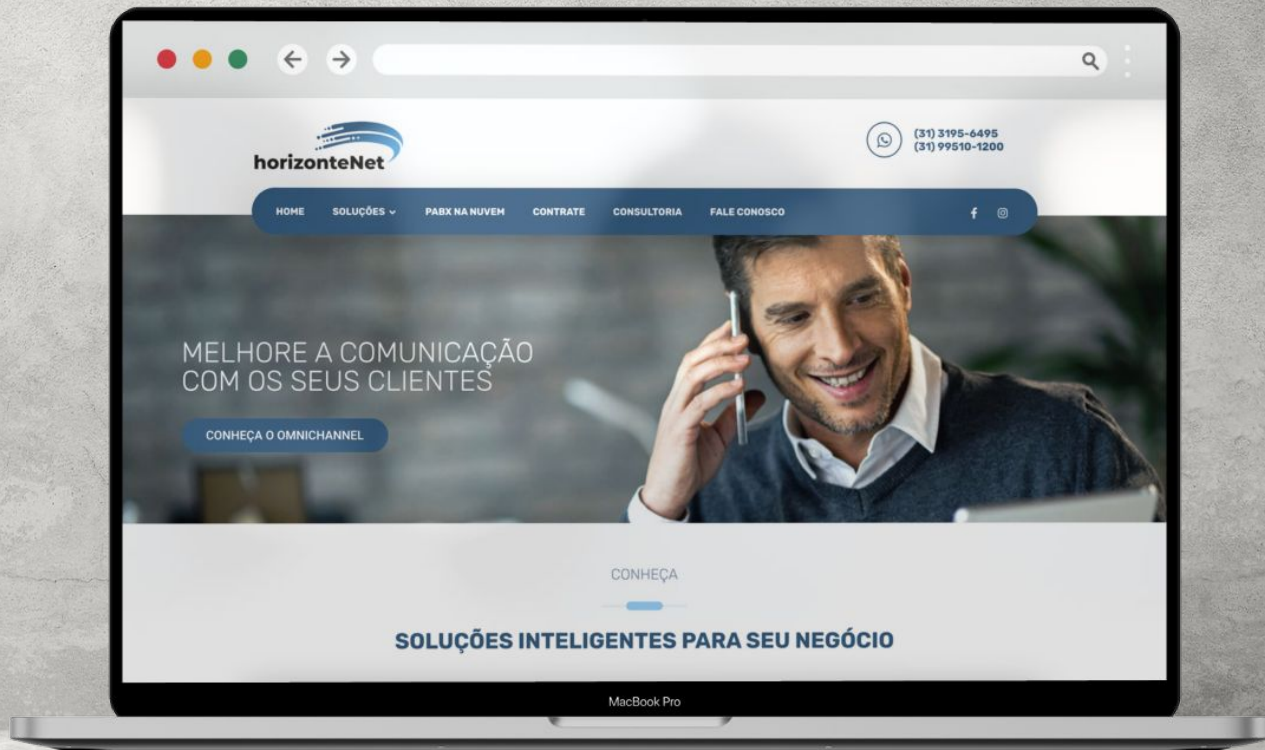 horizonteNet
(31) 3195-6495
(31) 99510-1200
HOME SOLUÇÕES PABX NA NUVEM CONTRATE CONSULTORIA FALE CONOSCO
MELHORE A COMUNICAÇÃO
COM OS SEUS CLIENTES
CONHEÇA O OMNICHANNEL
CONHEÇA
SOLUÇÕES INTELIGENTES PARA SEU NEGÓCIO
MacBook Pro